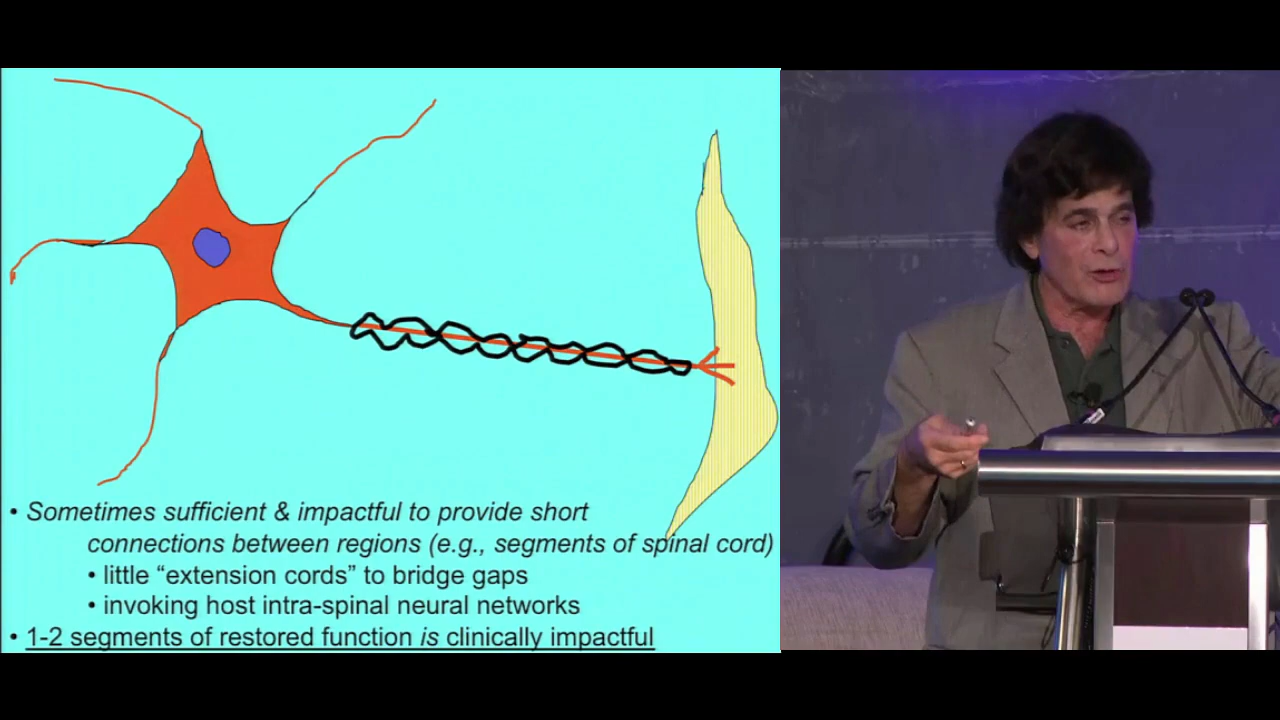 • Sometimes sufficient & impactful to provide short
connections between regions (e.g., segments of spinal cord)
• little “extension cords” to bridge gaps
• invoking host intra-spinal neural networks
• 1-2 segments of restored function is clinically impactful